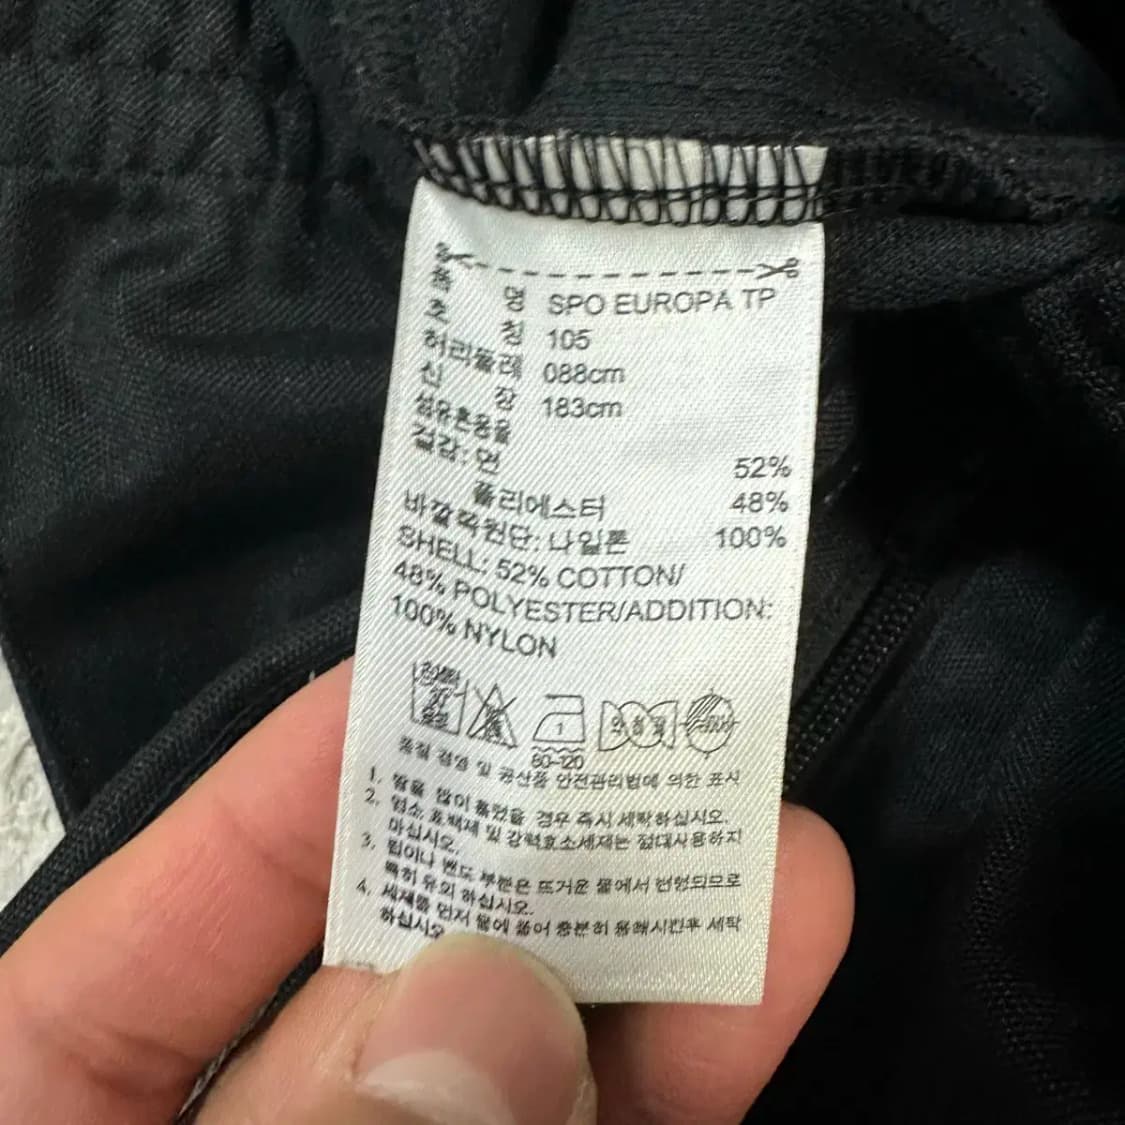 품 명 SPO EUROPA TP
호 칭 105
허리둘레 088cm
신 장 183cm
섬유혼용율
겉감: 면 52%
폴리에스터 48%
바깥쪽원단: 나일론 100%
SHELL: 52% COTTON/
48% POLYESTER/ADDITION:
100% NYLON
1
80-120
품질 경영 및 공산품 안전관리법에 의한 표시
1. 땀을 많이 흘렸을 경우 즉시 세탁하십시오.
2. 염소 표백제 및 강력효소세제는 절대사용하지
마십시오.
3. 립이나 밴드 부분은 뜨거운 물에서 변형되므로
특히 유의 하십시오.
4. 세제를 먼저 물에 풀어 충분히 용해시킨후 세탁
하십시오